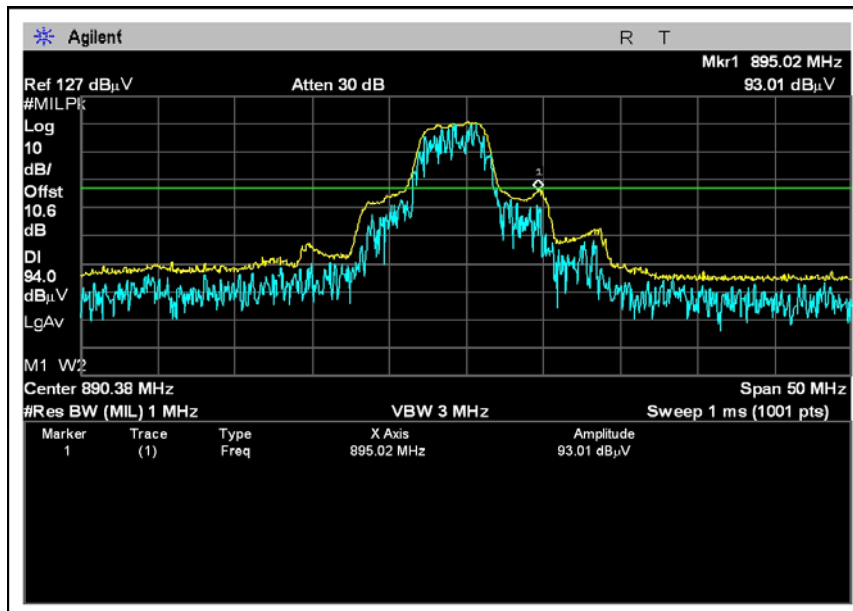 Agilent R T
Mkr1 895.02 MHz
Ref 127 dBµV Atten 30 dB 93.01 dBµV
#MILPk
Log
10
dB/
Offst
10.6
dB
DI
94.0
dBµV
LgAv
M1 W2
1
Center 890.38 MHz Span 50 MHz
#Res BW (MIL) 1 MHz VBW 3 MHz Sweep 1 ms (1001 pts)
Marker Trace Type X Axis Amplitude
1 (1) Freq 895.02 MHz 93.01 dBµV